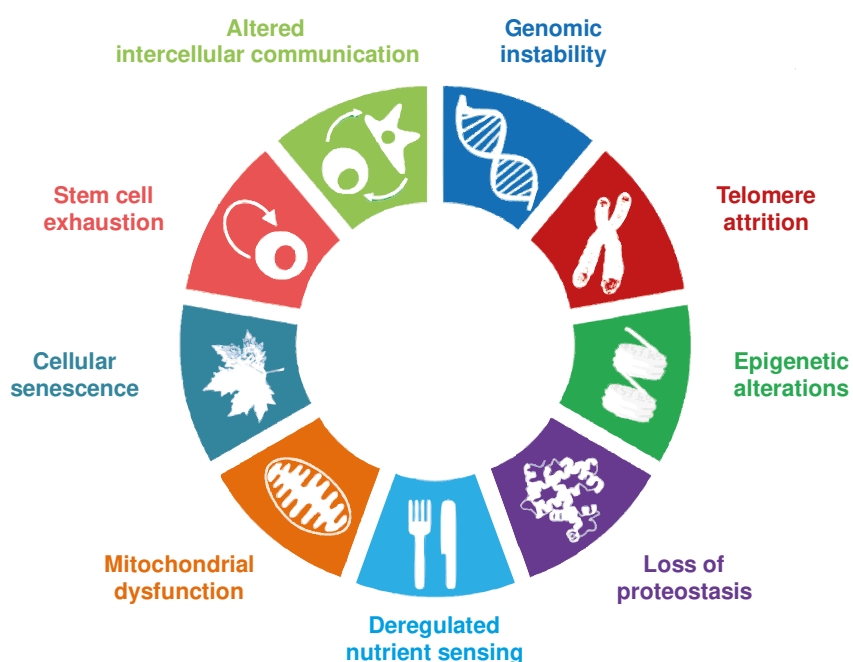 Altered
intercellular communication
Genomic
instability
Telomere
attrition
Epigenetic
alterations
Loss of
proteostasis
Deregulated
nutrient sensing
Mitochondrial
dysfunction
Cellular
senescence
Stem cell
exhaustion